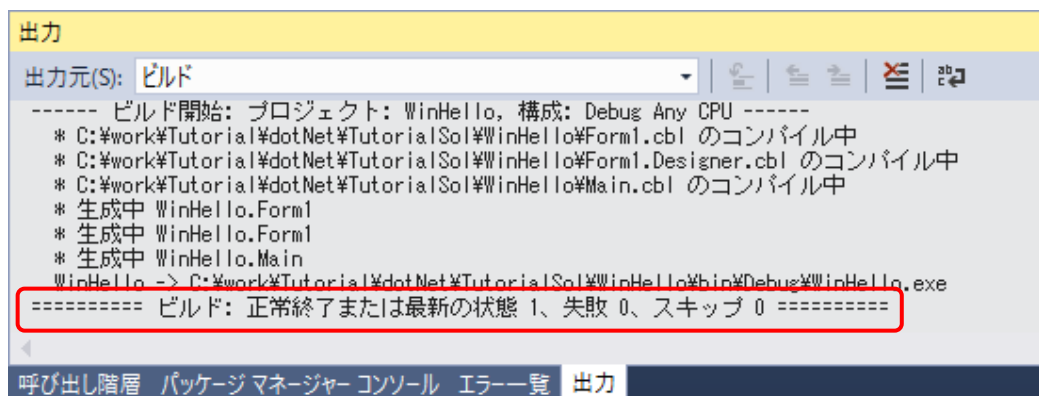 出力
出力元(S): ビルド
------ ビルド開始: プロジェクト: WinHello, 構成: Debug Any CPU ------
* C:¥work¥Tutorial¥dotNet¥TutorialSol¥WinHello¥Form1.cbl のコンパイル中
* C:¥work¥Tutorial¥dotNet¥TutorialSol¥WinHello¥Form1.Designer.cbl のコンパイル中
* C:¥work¥Tutorial¥dotNet¥TutorialSol¥WinHello¥Main.cbl のコンパイル中
* 生成中 WinHello.Form1
* 生成中 WinHello.Form1
* 生成中 WinHello.Main
WinHello -> C:¥work¥Tutorial¥dotNet¥TutorialSol¥WinHello¥bin¥Debug¥WinHello.exe
========== ビルド: 正常終了または最新の状態 1、失敗 0、スキップ 0 ==========
呼び出し階層 パッケージ マネージャー コンソール エラー一覧 出力